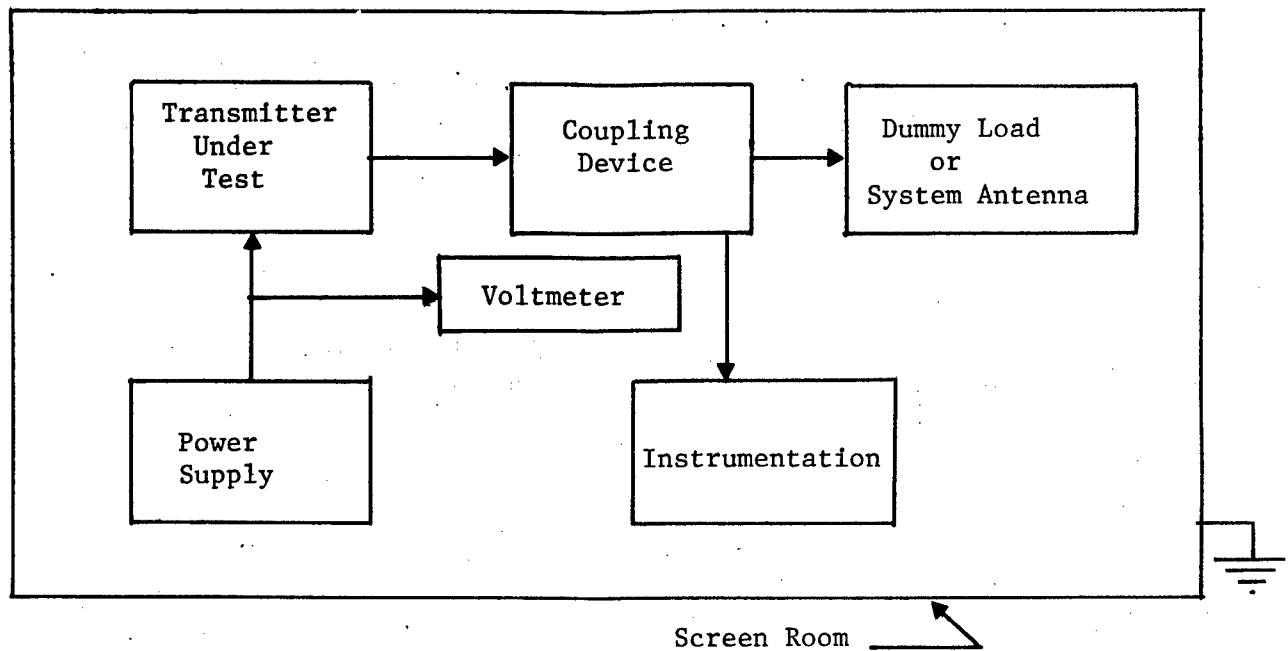 Transmitter
Under
Test
Coupling
Device
Dummy Load
or
System Antenna
Voltmeter
Power
Supply
Instrumentation
Screen Room